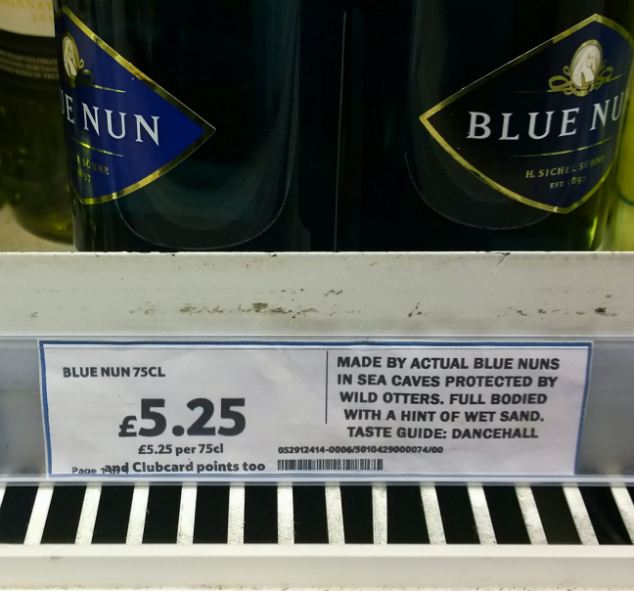 E NUN
BLUE NU
H. SICHEL SÖHNE
EST 1857
BLUE NUN 75CL
£5.25
£5.25 per 75cl
and Clubcard points too
MADE BY ACTUAL BLUE NUNS
IN SEA CAVES PROTECTED BY
WILD OTTERS. FULL BODIED
WITH A HINT OF WET SAND.
TASTE GUIDE: DANCEHALL
052912414-0006/5010429000074/00
Page